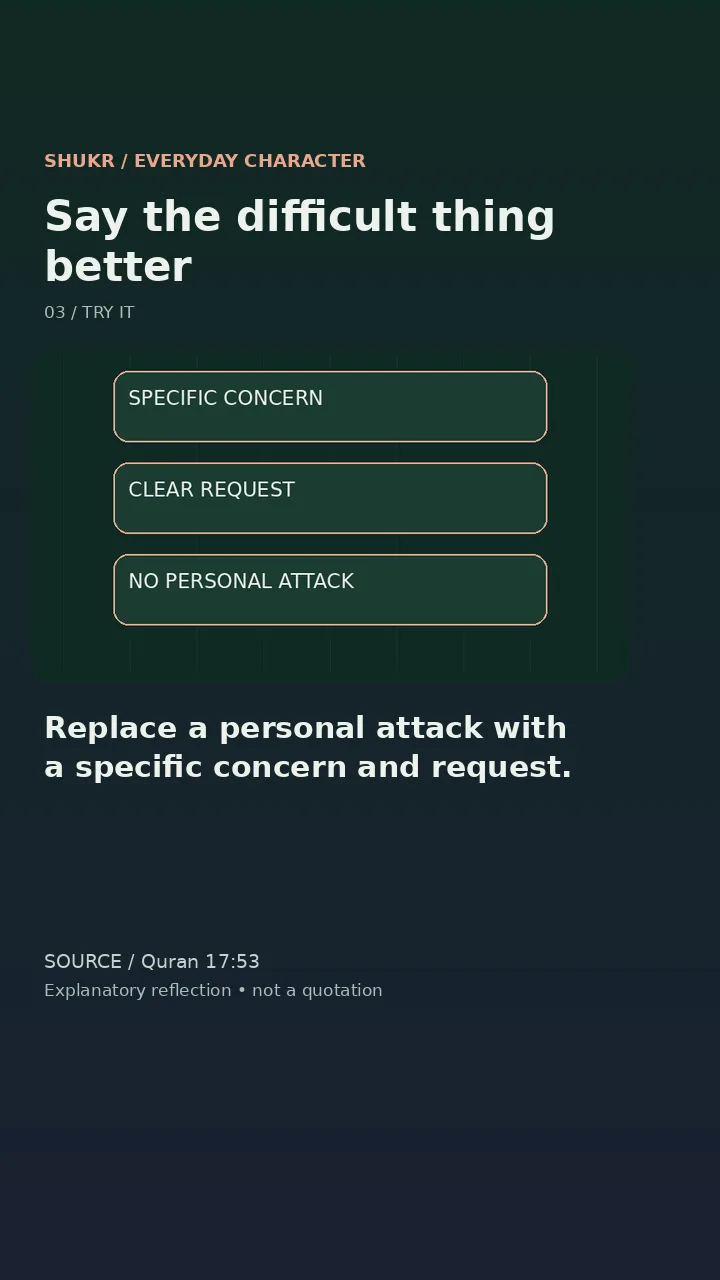 SHUKR / EVERYDAY CHARACTER
Say the difficult thing
better
03 / TRY IT
SPECIFIC CONCERN
CLEAR REQUEST
NO PERSONAL ATTACK
Replace a personal attack with
a specific concern and request.
SOURCE / Quran 17:53
Explanatory reflection • not a quotation